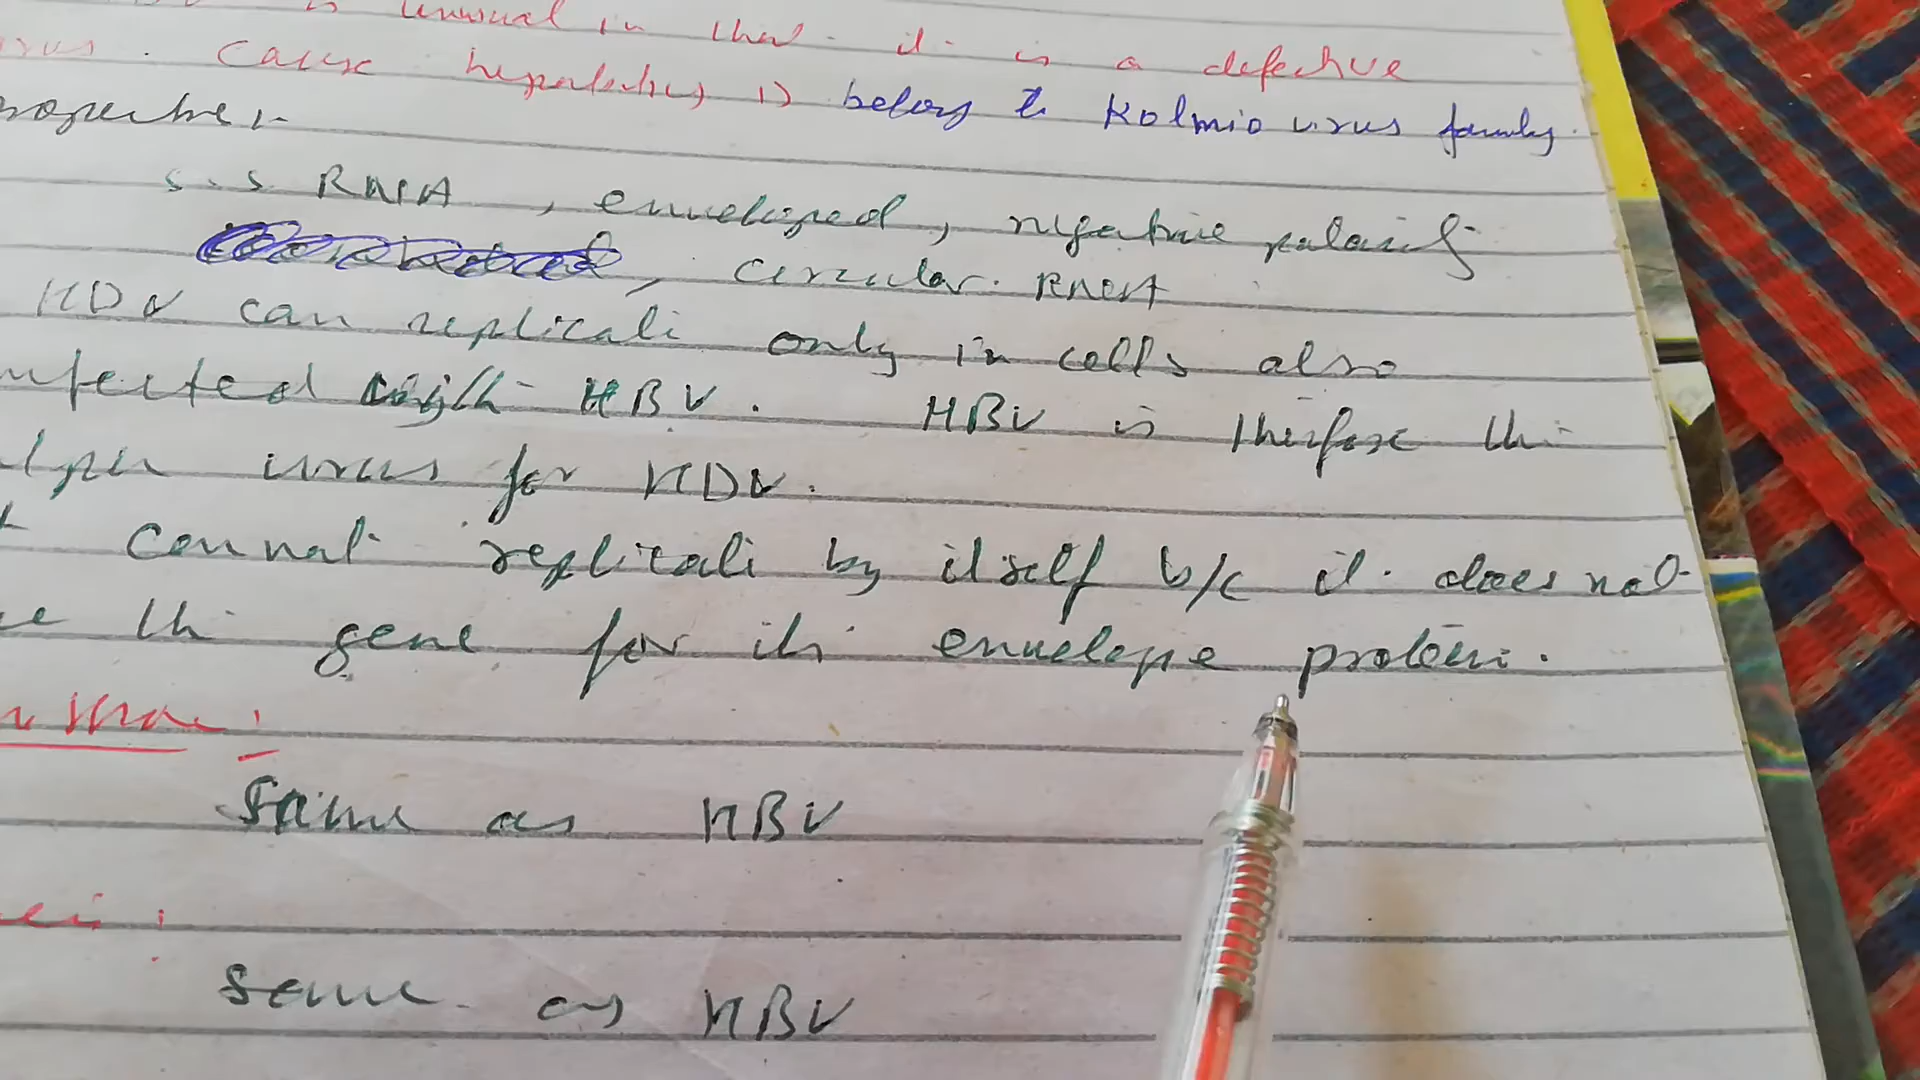 is unusual in that it is a defective
virus. Cause hepatitis D belong to Kolmio virus family.
properties:-
s.s RNA, enveloped, negative polarity
, circular. RNA
HDV can replicate only in cells also
infected with HBV. HBV is therefore the
helper virus for HDV.
cannot replicate by itself b/c it does not
the gene for its envelope protein.
Same as HBV
Same as HBV